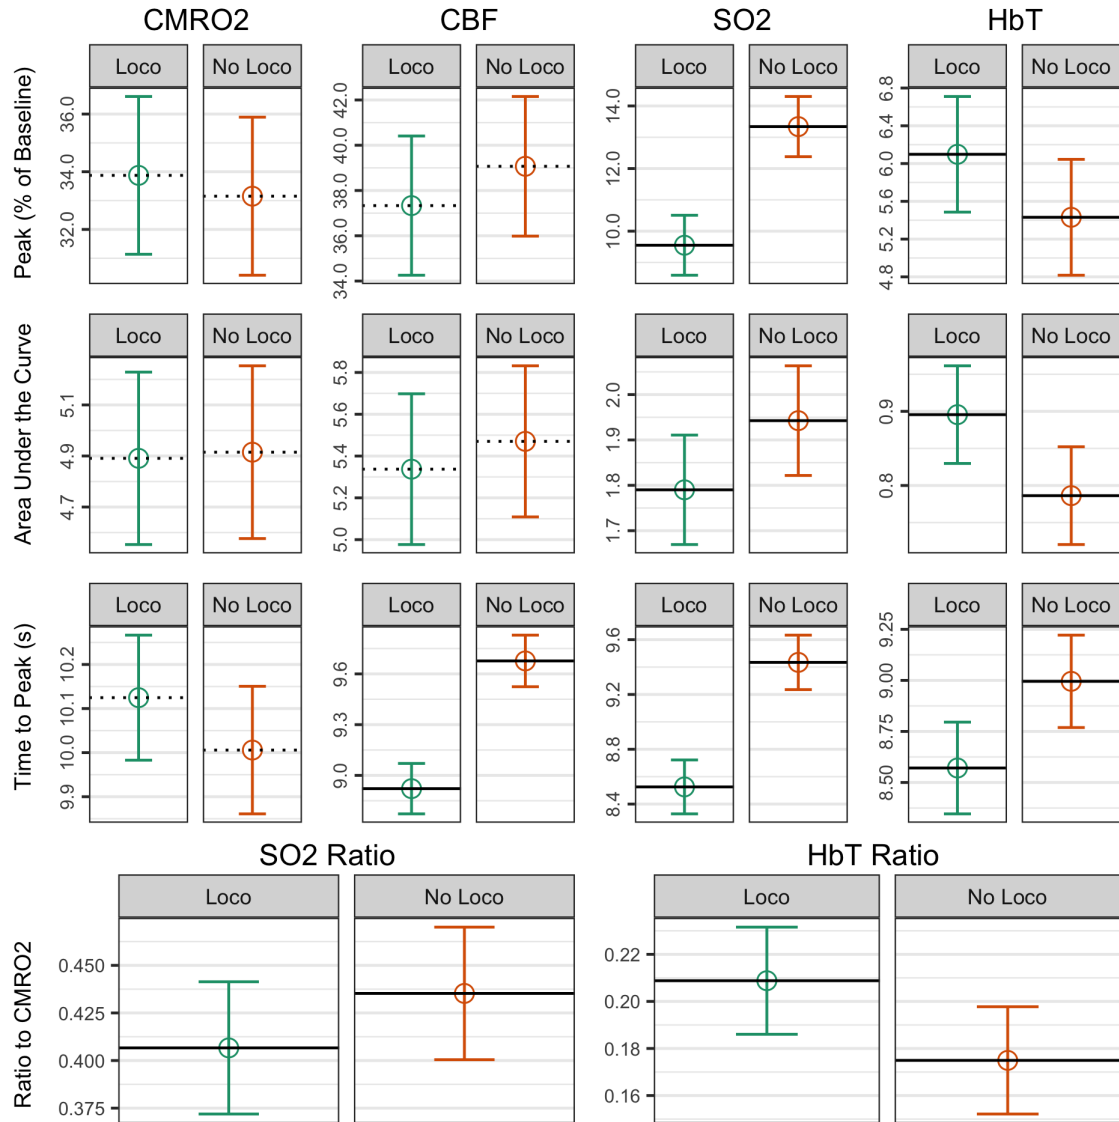 CMRO2 CBF SO2 HbT
Peak (% of Baseline)
Loco No Loco Loco No Loco Loco No Loco Loco No Loco
36.0 34.0 32.0
42.0 40.0 38.0 36.0 34.0
14.0 12.0 10.0
6.8 6.4 6.0 5.6 5.2 4.8
Area Under the Curve
Loco No Loco Loco No Loco Loco No Loco Loco No Loco
5.1 4.9 4.7
5.8 5.6 5.4 5.2 5.0
2.0 1.9 1.8 1.7
0.9 0.8
Time to Peak (s)
Loco No Loco Loco No Loco Loco No Loco Loco No Loco
10.2 10.1 10.0 9.9
9.6 9.3 9.0
9.6 9.2 8.8 8.4
9.25 9.00 8.75 8.50
SO2 Ratio HbT Ratio
Ratio to CMRO2
Loco No Loco Loco No Loco
0.450 0.425 0.400 0.375
0.22 0.20 0.18 0.16